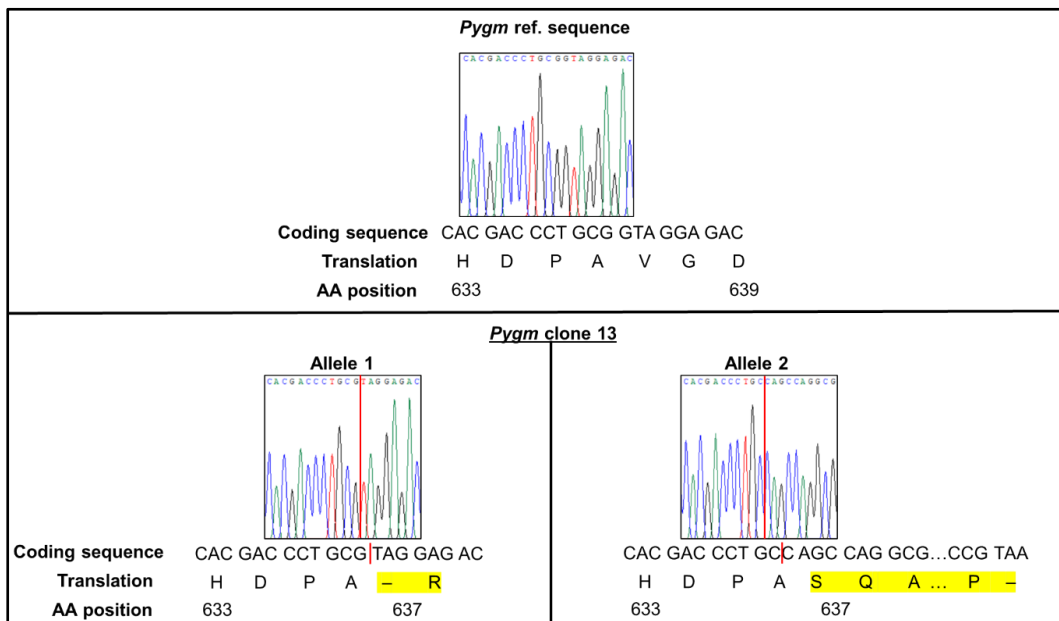 Pygm ref. sequence
CACGACCCTGCGGTAGGAGAC
Coding sequence CAC GAC CCT GCG GTA GGA GAC
Translation H D P A V G D
AA position 633 639
Pygm clone 13
Allele 1
CACGACCCTGCGTAGGAGAC
Coding sequence CAC GAC CCT GCG TAG GAG AC
Translation H D P A – R
AA position 633 637
Allele 2
CACGACCCTGCCAGCCAGGCG
CAC GAC CCT GCC AGC CAG GCG...CCG TAA
H D P A S Q A ... P –
633 637